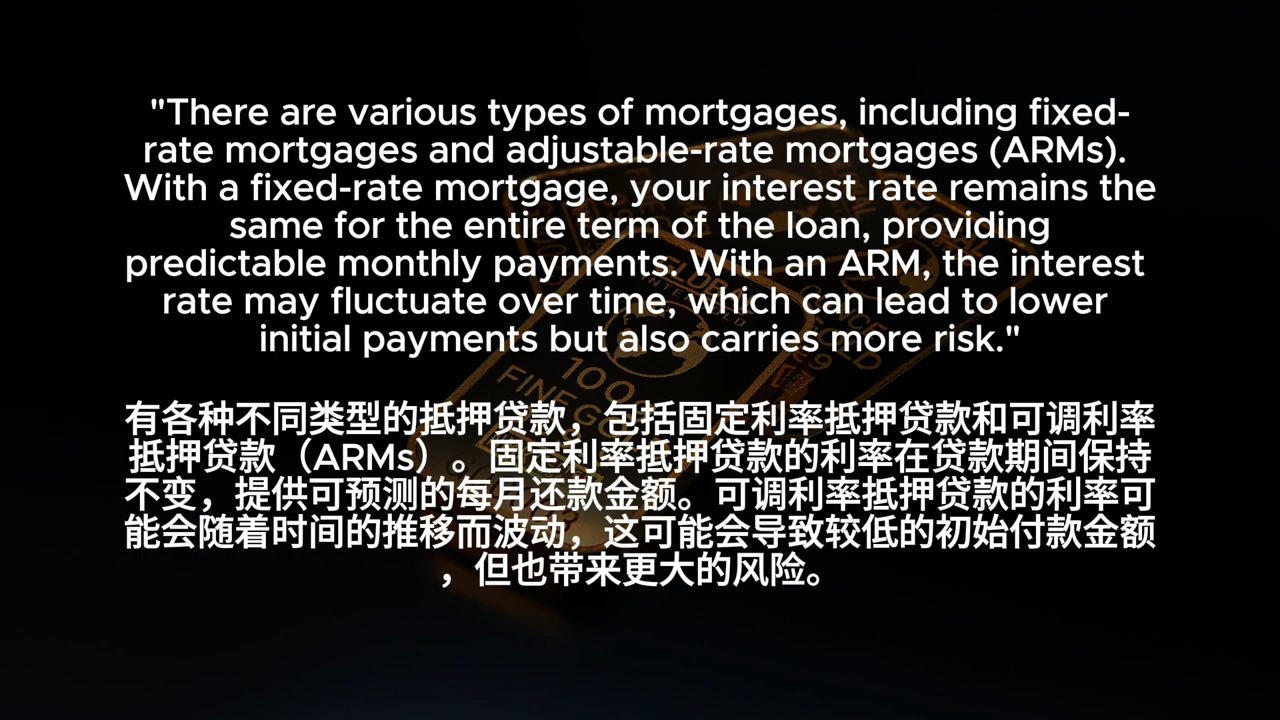 "There are various types of mortgages, including fixed-
rate mortgages and adjustable-rate mortgages (ARMs).
With a fixed-rate mortgage, your interest rate remains the
same for the entire term of the loan, providing
predictable monthly payments. With an ARM, the interest
rate may fluctuate over time, which can lead to lower
initial payments but also carries more risk."
有各种不同类型的抵押贷款，包括固定利率抵押贷款和可调利率
抵押贷款（ARMs）。固定利率抵押贷款的利率在贷款期间保持
不变，提供可预测的每月还款金额。可调利率抵押贷款的利率可
能会随着时间的推移而波动，这可能会导致较低的初始付款金额
，但也带来更大的风险。
100
FINE GO